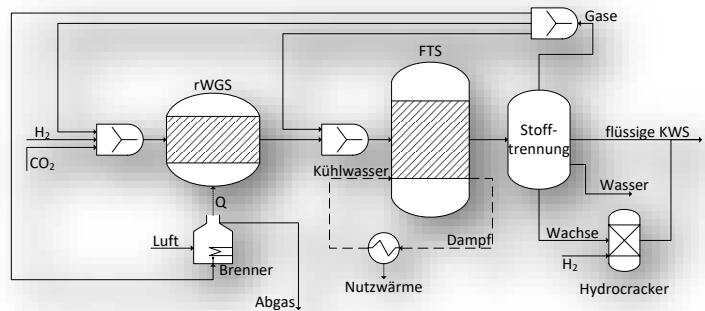 Gase
FTS
rWGS
H₂
CO₂
Stoff-
trennung
flüssige KWS
Kühlwasser
Wasser
Q
Luft
Brenner
Dampf
Wachse
H₂
Nutzwärme
Abgas
Hydrocracker